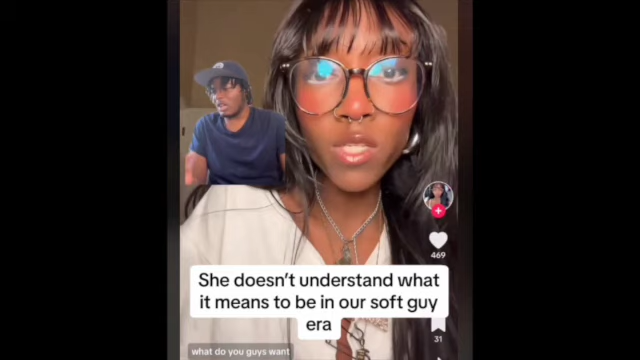 469
She doesn't understand what
it means to be in our soft guy
era
31
what do you guys want